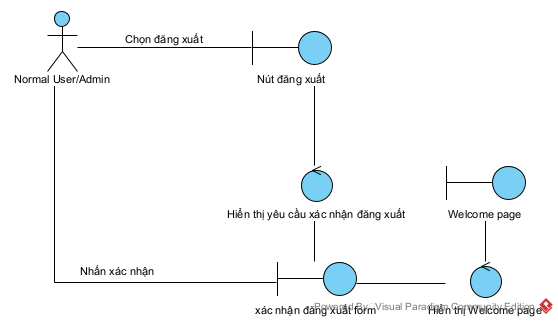 Chọn đăng xuất
Normal User/Admin
Nút đăng xuất
Hiển thị yêu cầu xác nhận đăng xuất
Welcome page
Nhấn xác nhận
xác nhận đăng xuất form
Hiển thị Welcome page
Powered By: Visual Paradigm Community Edition